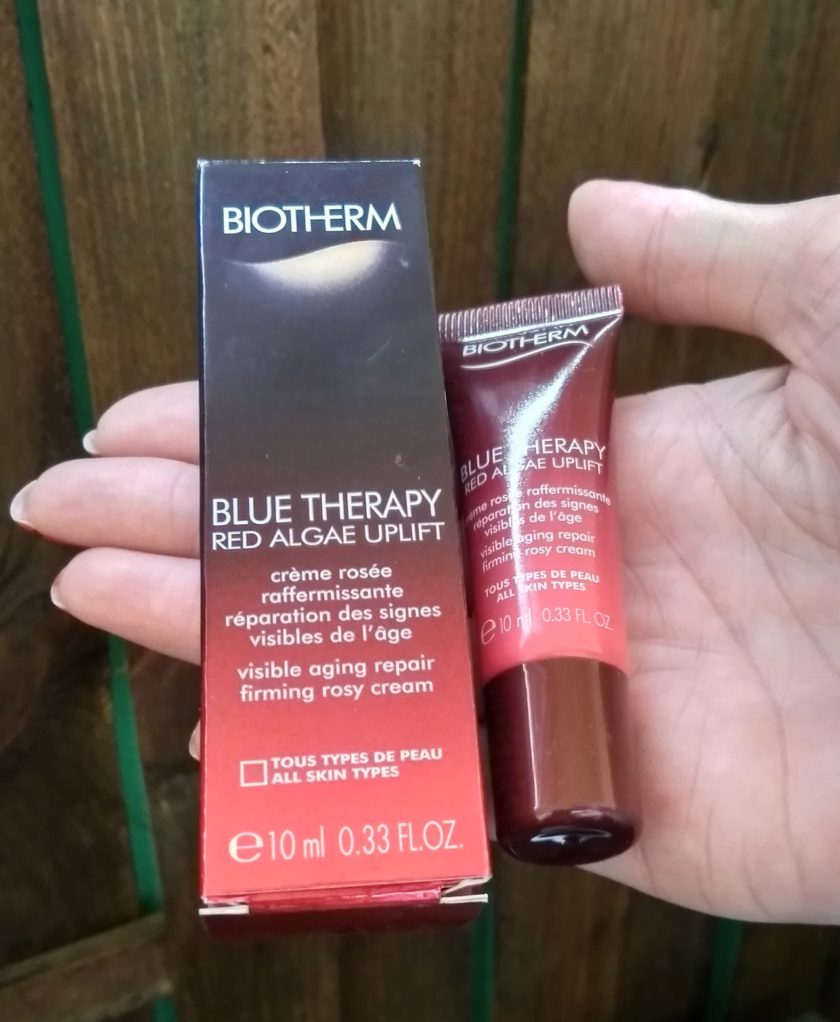 BIOTHERM
BLUE THERAPY
RED ALGAE UPLIFT
crème rosée
raffermissante
réparation des signes
visibles de l'âge
visible aging repair
firming rosy cream
TOUS TYPES DE PEAU
ALL SKIN TYPES
e 10 ml 0.33 FL.OZ.
BIOTHERM
BLUE THERAPY
RED ALGAE UPLIFT
crème rosée raffermissante
réparation des signes
visibles de l'âge
visible aging repair
firming rosy cream
TOUS TYPES DE PEAU
ALL SKIN TYPES
e 10 ml 0.33 FL. OZ.